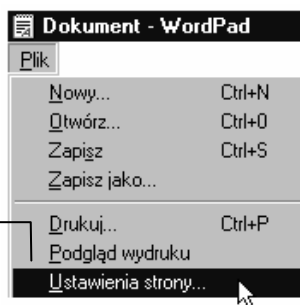 Dokument - WordPad
Plik
Nowy... Ctrl+N
Otwórz... Ctrl+O
Zapisz Ctrl+S
Zapisz jako...
Drukuj... Ctrl+P
Podgląd wydruku
Ustawienia strony...